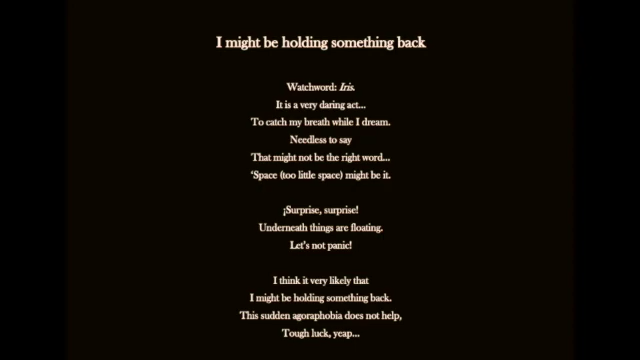 I might be holding something back
Watchword: Iris.
It is a very daring act...
To catch my breath while I dream.
Needless to say
That might not be the right word...
‘Space (too little space) might be it.
¡Surprise, surprise!
Underneath things are floating.
Let's not panic!
I think it very likely that
I might be holding something back.
This sudden agoraphobia does not help,
Tough luck, yeap...